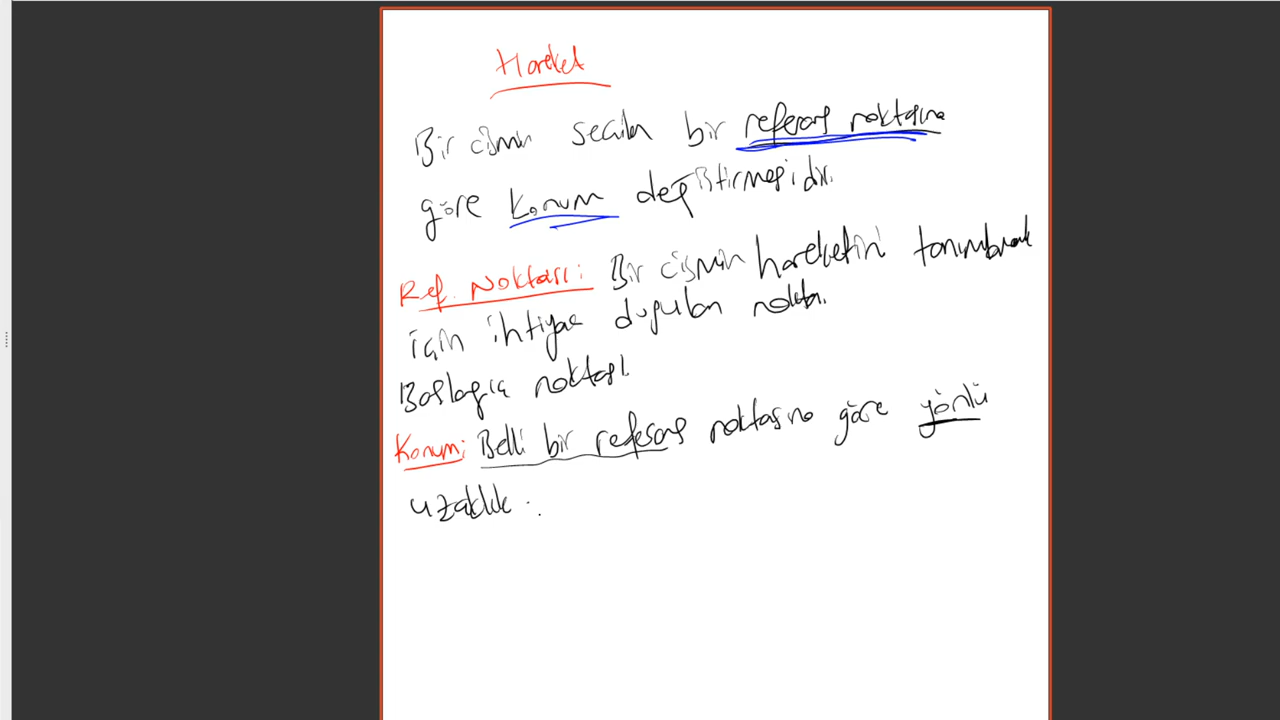 Hareket
Bir cismin seçilen bir referans noktasına
göre konum değiştirmesidir.
Ref. Noktası: Bir cismin hareketini tanımlamak
için ihtiyaç duyulan nokta.
Başlangıç noktası.
Konum: Belli bir referans noktasına göre yönlü
uzaklık.